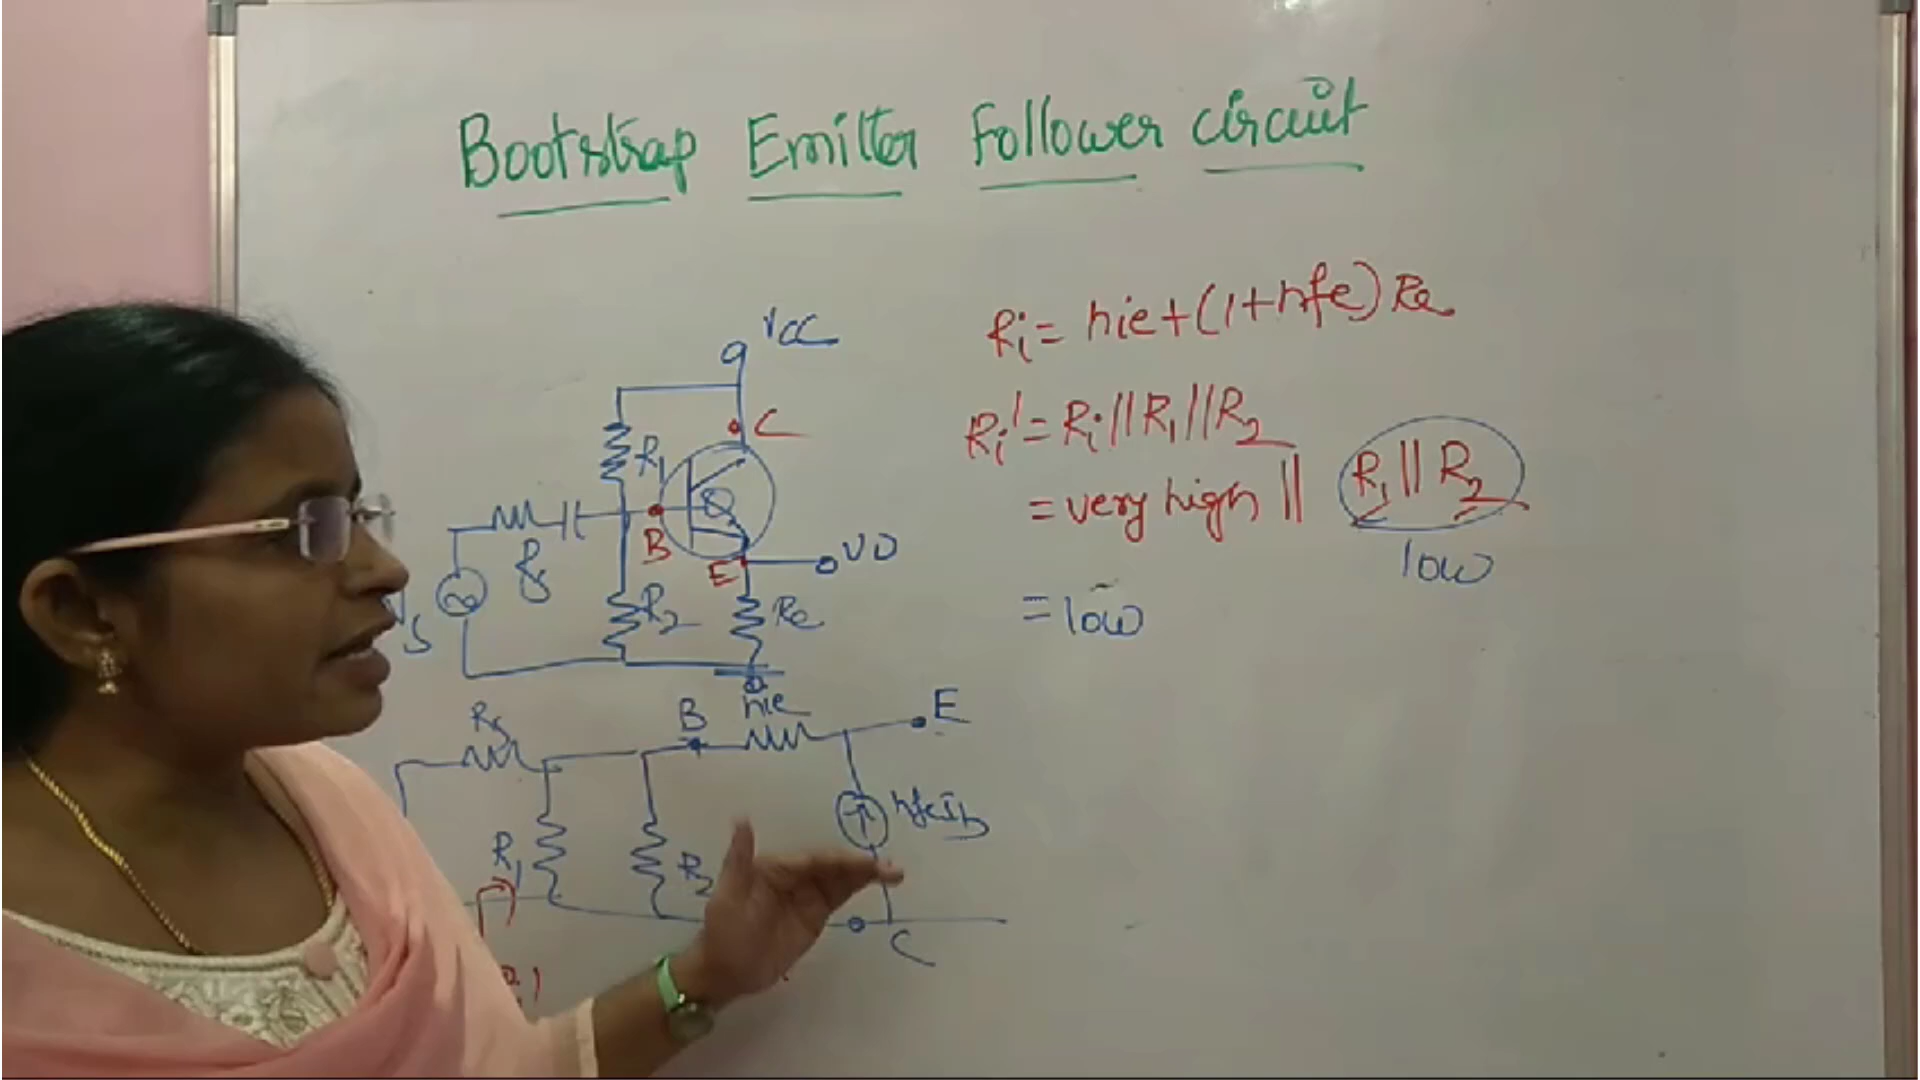 Bootstrap Emitter Follower circuit
Ri = hie+(1+hfe) Re
Ri' = Ri || R1 || R2
= very high || R1 || R2
low
= low
VCC
C
R1
Q
B
E
VO
Rs
Vs
R2
Re
Rs
B
hie
E
R1
R2
hfeIb
C